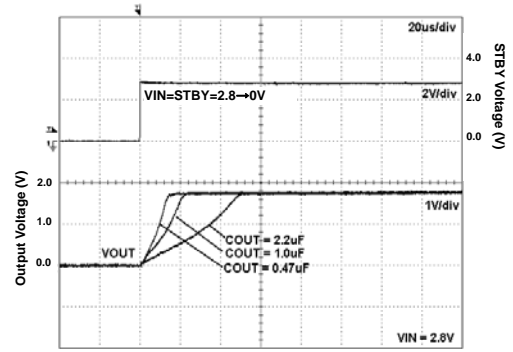 20us/div
4.0
VIN=STBY=2.8→0V
2V/div
2.0
0.0
STBY Voltage (V)
2.0
1.0
0.0
Output Voltage (V)
1V/div
VOUT
COUT = 2.2uF
COUT = 1.0uF
COUT = 0.47uF
VIN = 2.8V